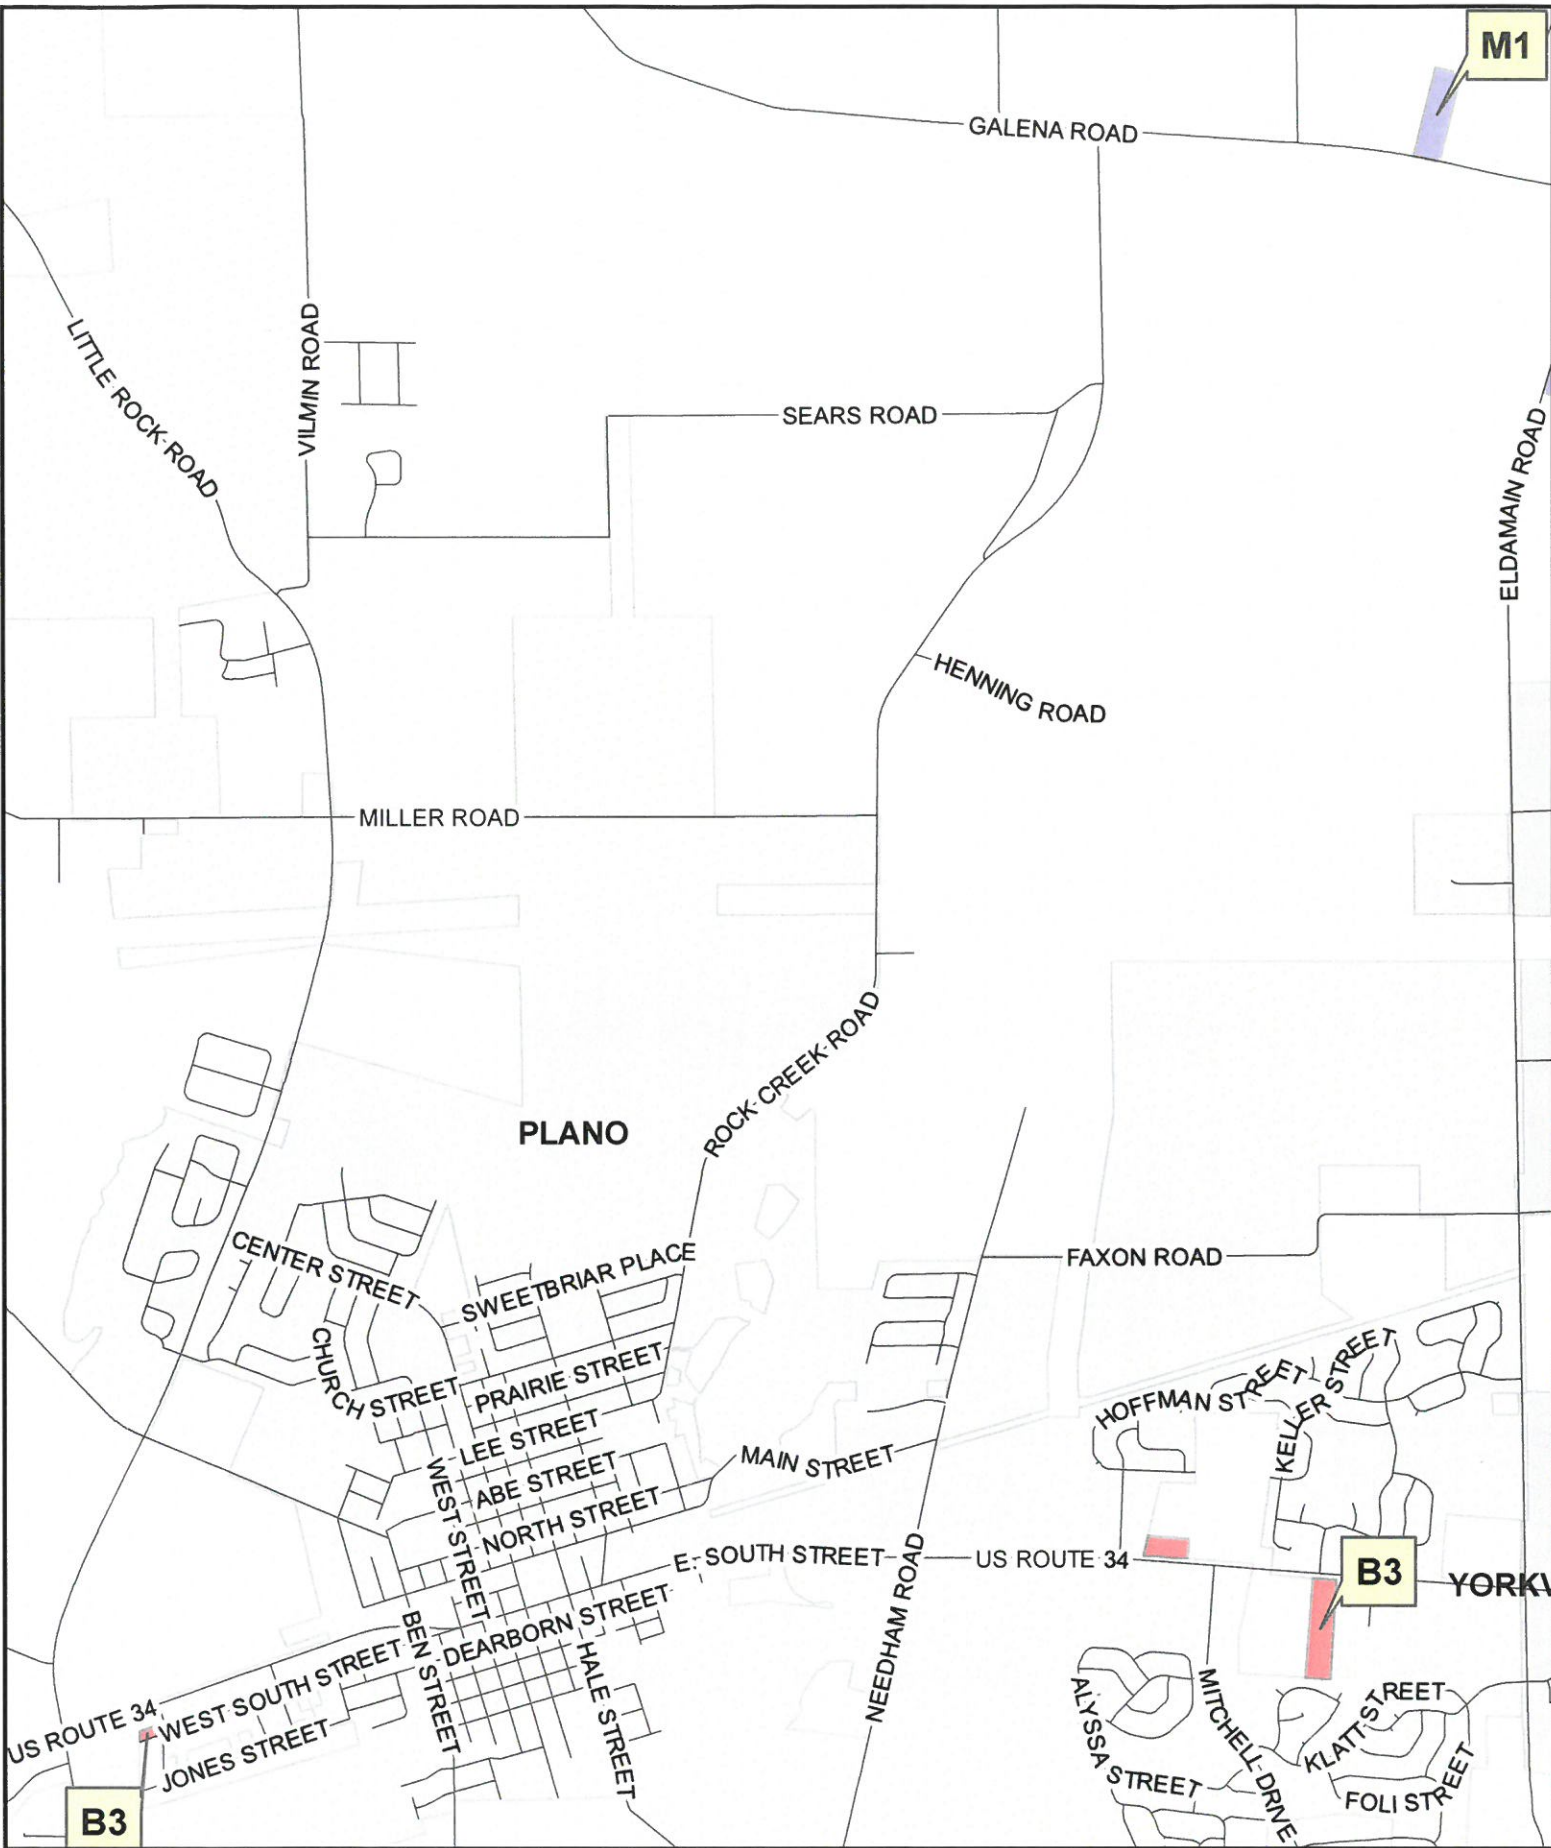 M1
GALENA ROAD
LITTLE ROCK ROAD
VILMIN ROAD
SEARS ROAD
ELDAMAIN ROAD
HENNING ROAD
MILLER ROAD
ROCK CREEK ROAD
PLANO
CENTER STREET
SWEETBRIAR PLACE
FAXON ROAD
CHURCH STREET
PRAIRIE STREET
HOFFMAN STREET
KELLER STREET
LEE STREET
WEST STREET
ABE STREET
MAIN STREET
NORTH STREET
E. SOUTH STREET
US ROUTE 34
NEEDHAM ROAD
B3
YORKV
DEARBORN STREET
BEN STREET
HALE STREET
US ROUTE 34
WEST SOUTH STREET
JONES STREET
B3
ALYSSA STREET
MITCHELL DRIVE
KLATT STREET
FOLI STREET